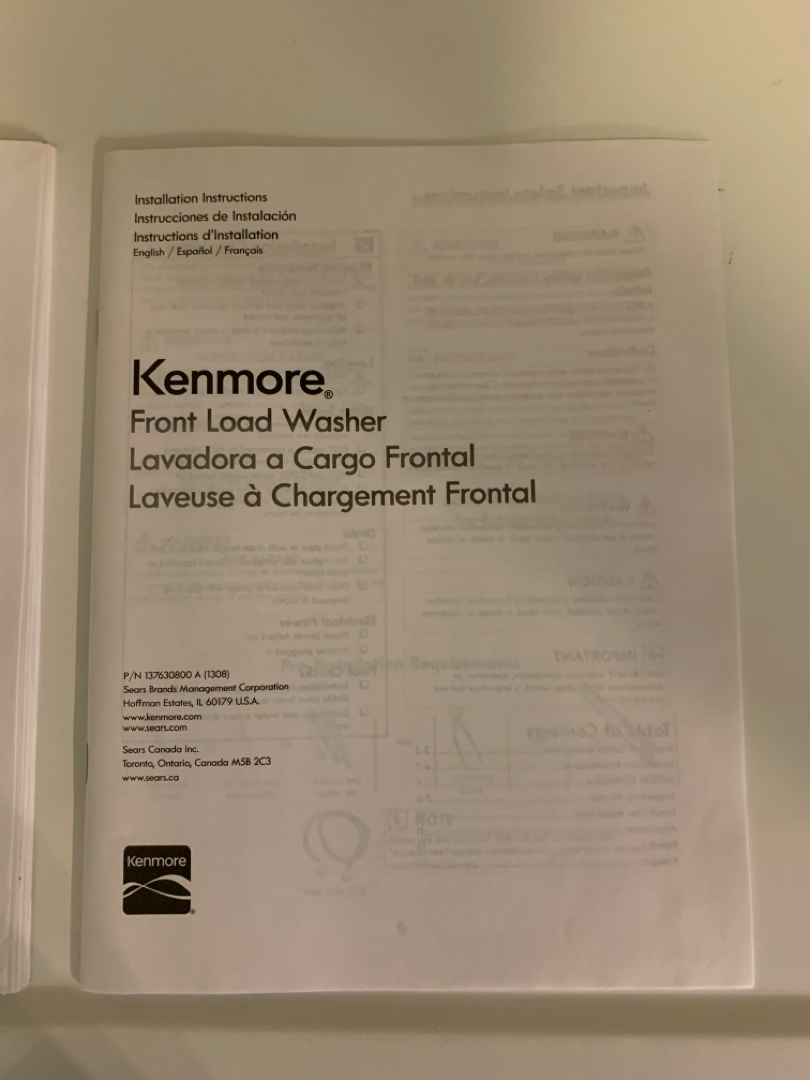 Installation Instructions
Instrucciones de Instalación
Instructions d'Installation
English / Español / Français
Kenmore®
Front Load Washer
Lavadora a Cargo Frontal
Laveuse à Chargement Frontal
P/N 137630800 A (1308)
Sears Brands Management Corporation
Hoffman Estates, IL 60179 U.S.A.
www.kenmore.com
www.sears.com
Sears Canada Inc.
Toronto, Ontario, Canada M5B 2C3
www.sears.ca
Kenmore
®